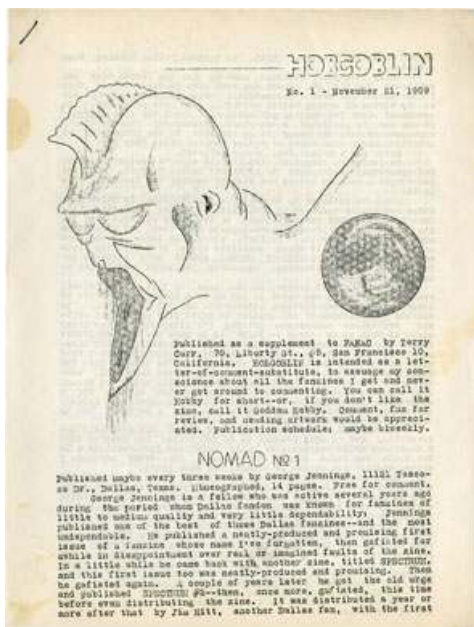 HOBGOBLIN
No. 1 - November 21, 1959
Published as a supplement to FANAC by Terry
Carr, 70, Liberty St., #5, San Francisco 10,
California. HOBGOBLIN is intended as a let-
ter-of-comment-substitute, to assuage my con-
science about all the fanzines I get and nev-
er get around to commenting. You can call it
Hobby for short--or, if you don't like the
zine, call it Goddam Hobby. Comment, fmz for
review, and mending artwork would be appreci-
ated. Publication schedule: maybe biweekly.
NOMAD No 1
Published maybe every three weeks by George Jennings, 11121
Dr., Dallas, Texas. 14 pages. Free for comment.
George Jennings is a fellow who was active several years ago
during the period when Dallas fandom was known for fanzines of
little to medium quality and very little dependability. Jennings
published one of the best of these Dallas fanzines--and the most
undependable. He published a neatly-produced and promising first
issue of a fanzine whose name I've forgotten, then gafiated for
awhile in disappointment over real or imagined faults of the zine.
In a little while he came back with another zine, titled SPECTRUM,
and this first issue too was neatly-produced and promising. Then
he gafiated again. A couple of years later he got the old urge
and published SPECTRUM #2--then, once more, gafiated, this time
before even distributing the zine. It was distributed a year or
more after that by Jim Hitt, another Dallas fan, with the first